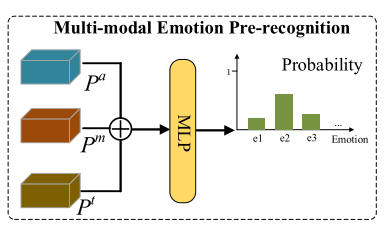 Multi-modal Emotion Pre-recognition
P^a
P^m
P^t
MLP
Probability
1
e1 e2 e3 ...
Emotion